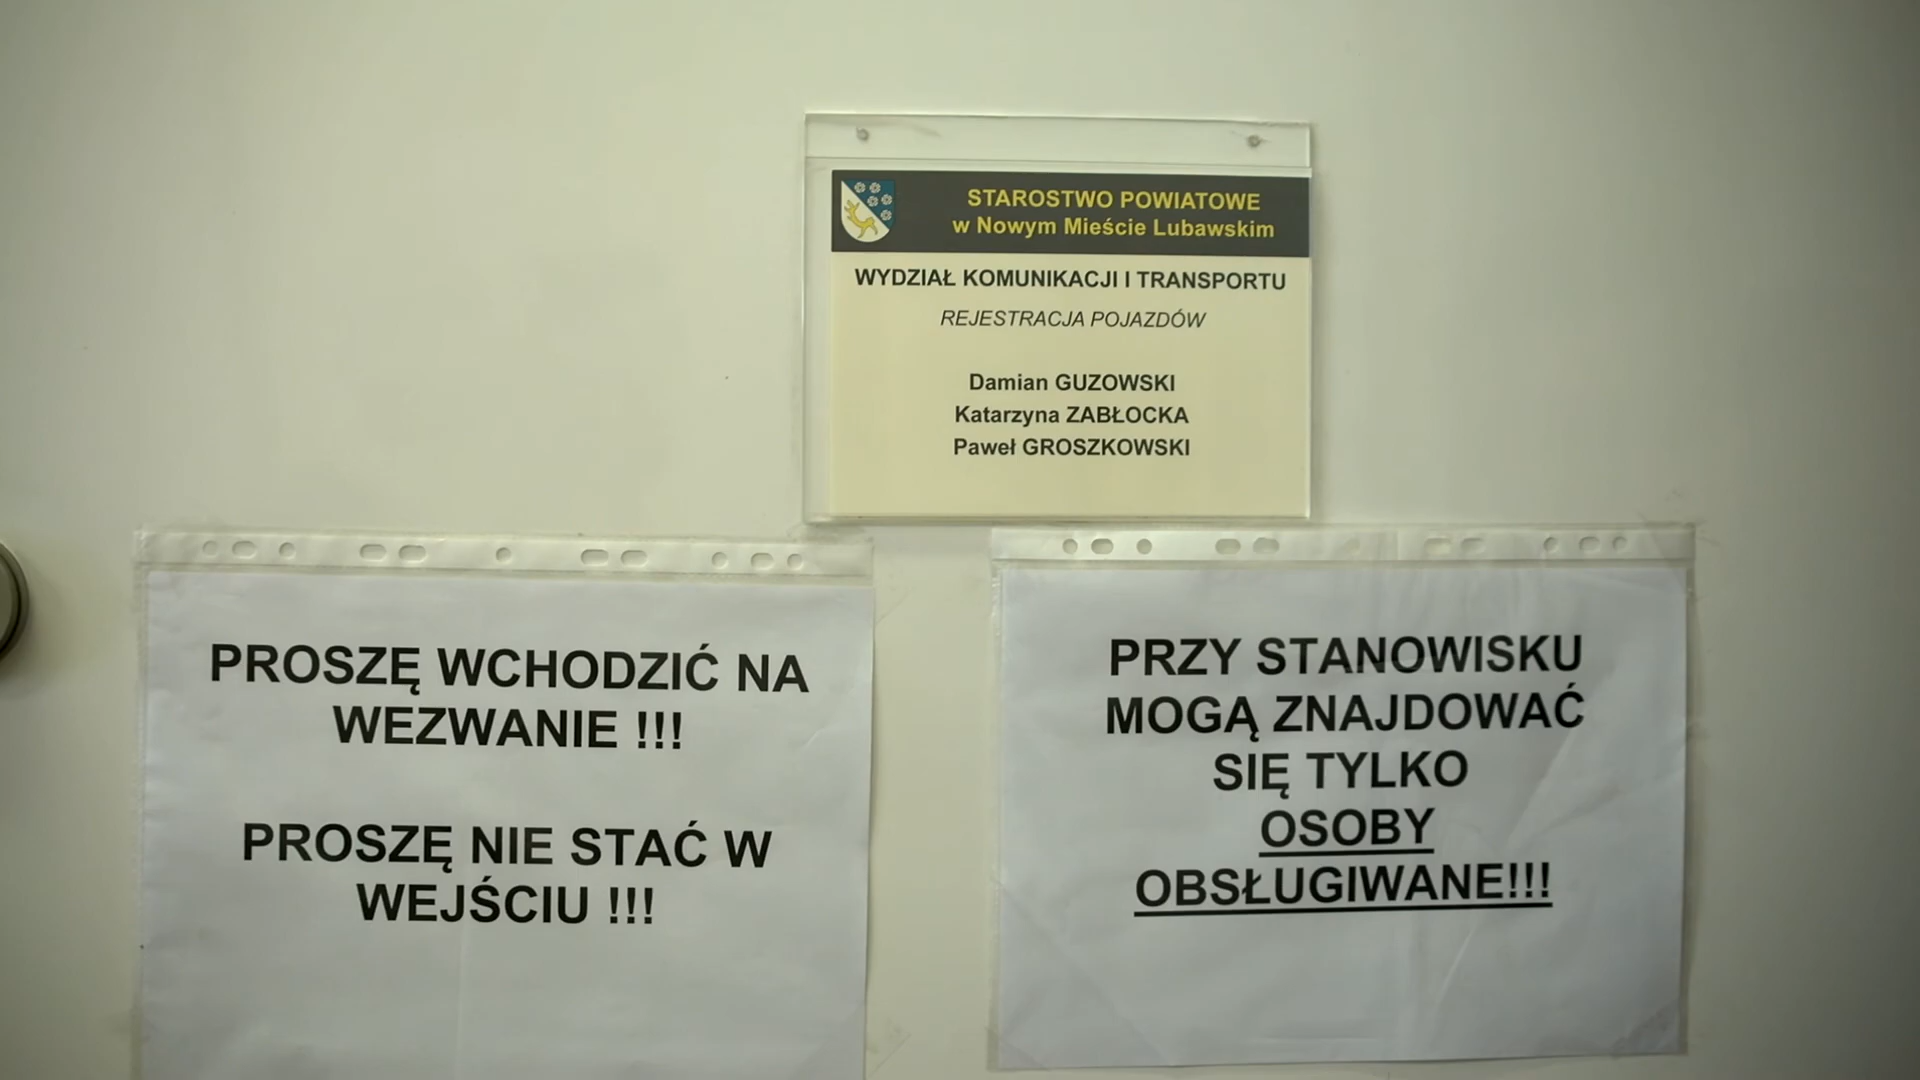 STAROSTWO POWIATOWE
w Nowym Mieście Lubawskim
WYDZIAŁ KOMUNIKACJI I TRANSPORTU
REJESTRACJA POJAZDÓW
Damian GUZOWSKI
Katarzyna ZABŁOCKA
Paweł GROSZKOWSKI
PROSZĘ WCHODZIĆ NA
WEZWANIE !!!
PROSZĘ NIE STAĆ W
WEJŚCIU !!!
PRZY STANOWISKU
MOGĄ ZNAJDOWAĆ
SIĘ TYLKO
OSOBY
OBSŁUGIWANE!!!